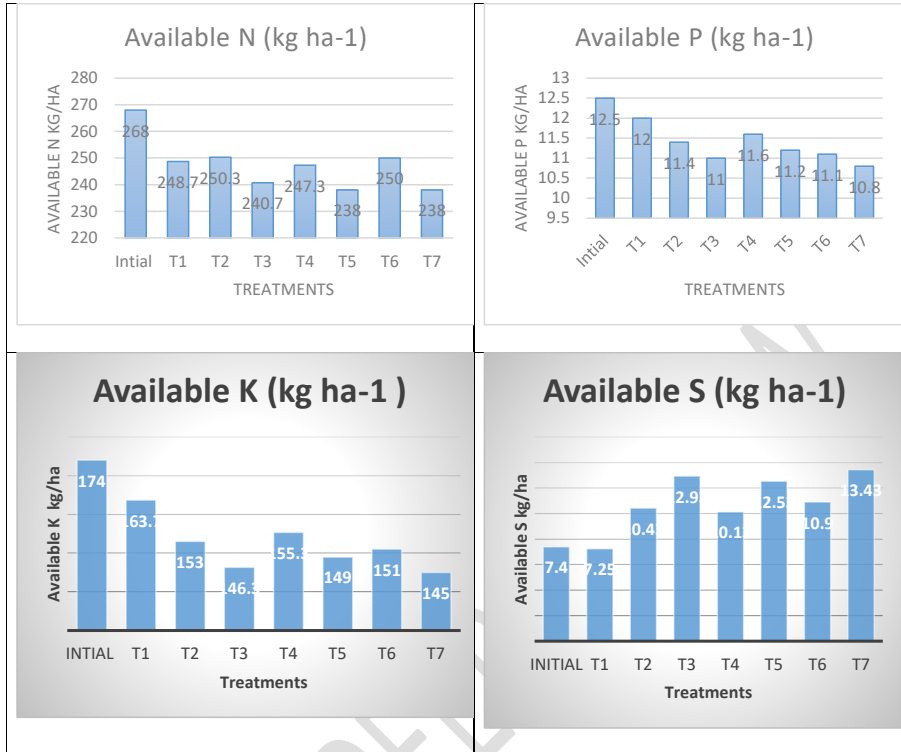 Available N (kg ha-1)
AVAILABLE N KG/HA
280
270
260
250
240
230
220
268
248.7
250.3
240.7
247.3
238
250
238
Intial T1 T2 T3 T4 T5 T6 T7
TREATMENTS
Available P (kg ha-1)
AVAILABLE P KG/HA
13
12.5
12
11.5
11
10.5
10
9.5
12.5
12
11.4
11
11.6
11.2
11.1
10.8
Intial T1 T2 T3 T4 T5 T6 T7
TREATMENTS
Available K (kg ha-1 )
Available K kg/ha
174
153
149
151
145
INTIAL T1 T2 T3 T4 T5 T6 T7
Treatments
Available S (kg ha-1)
Available S kg/ha
7.4
7.25
10.9
13.43
INITIAL T1 T2 T3 T4 T5 T6 T7
Treatments